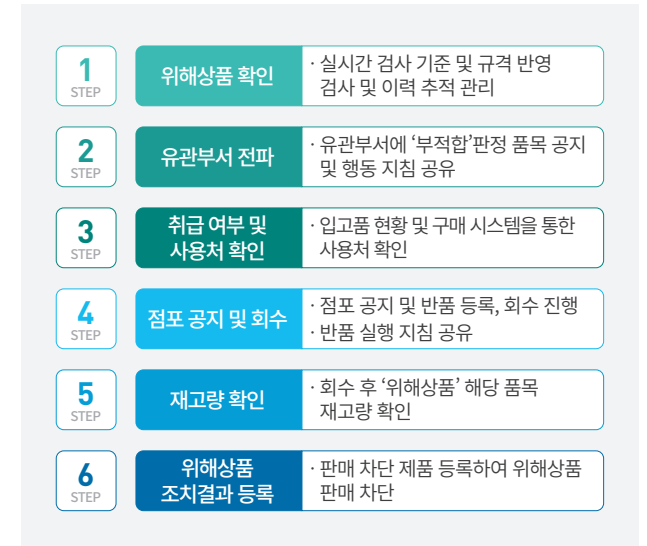 1
STEP
위해상품 확인
· 실시간 검사 기준 및 규격 반영
검사 및 이력 추적 관리
2
STEP
유관부서 전파
· 유관부서에 ‘부적합’판정 품목 공지
및 행동 지침 공유
3
STEP
취급 여부 및
사용처 확인
· 입고품 현황 및 구매 시스템을 통한
사용처 확인
4
STEP
점포 공지 및 회수
· 점포 공지 및 반품 등록, 회수 진행
· 반품 실행 지침 공유
5
STEP
재고량 확인
· 회수 후 ‘위해상품’ 해당 품목
재고량 확인
6
STEP
위해상품
조치결과 등록
· 판매 차단 제품 등록하여 위해상품
판매 차단